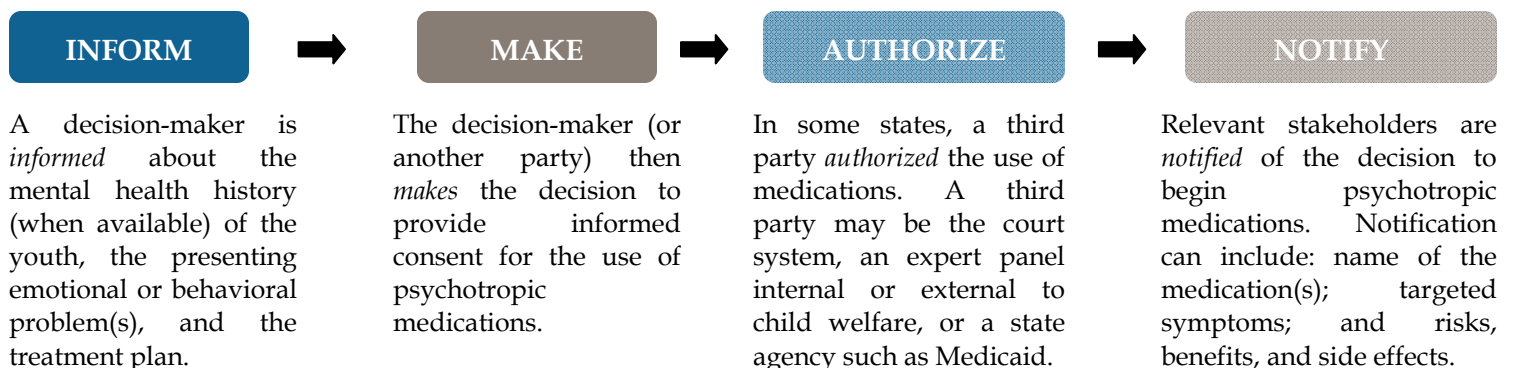 INFORM
MAKE
AUTHORIZE
NOTIFY
A decision-maker is
informed about the
mental health history
(when available) of the
youth, the presenting
emotional or behavioral
problem(s), and the
treatment plan.
The decision-maker (or
another party) then
makes the decision to
provide informed
consent for the use of
psychotropic
medications.
In some states, a third
party authorized the use of
medications. A third
party may be the court
system, an expert panel
internal or external to
child welfare, or a state
agency such as Medicaid.
Relevant stakeholders are
notified of the decision to
begin psychotropic
medications. Notification
can include: name of the
medication(s); targeted
symptoms; and risks,
benefits, and side effects.